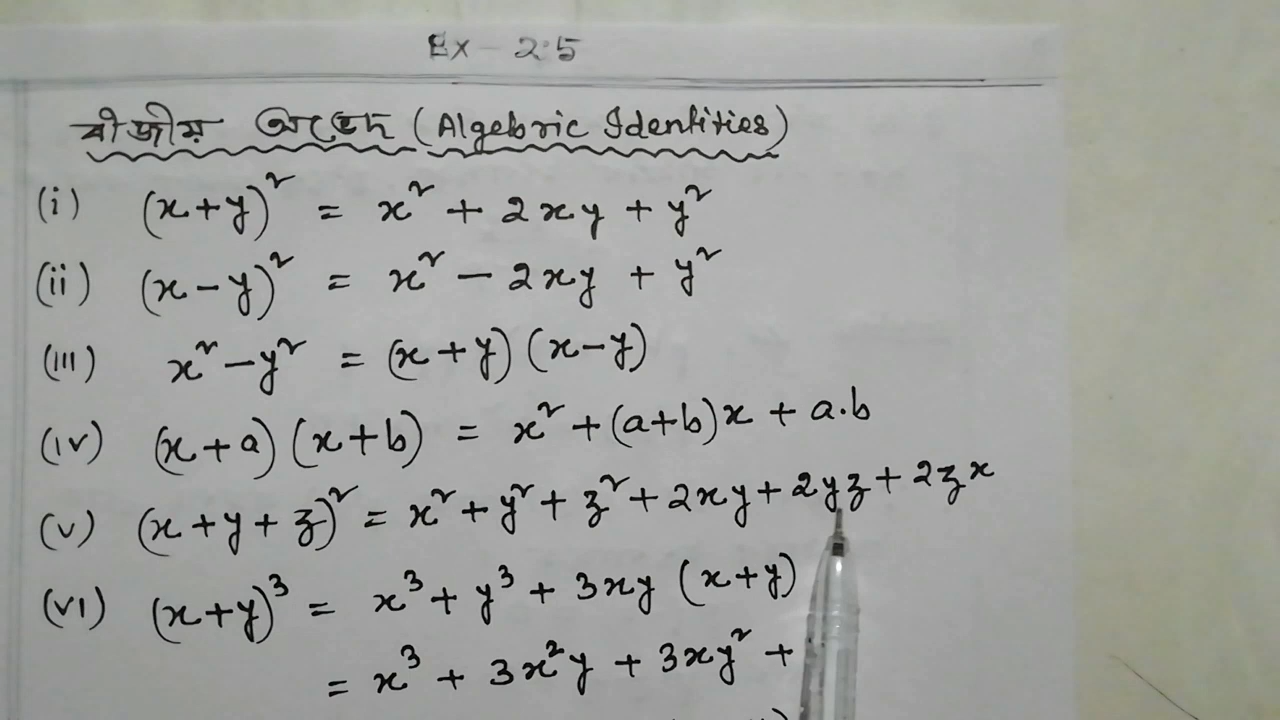 Ex - 2.5
বীজীয় অভেদ (Algebric Identities)
(i) (x+y)² = x² + 2xy + y²
(ii) (x-y)² = x² - 2xy + y²
(iii) x² - y² = (x+y) (x-y)
(iv) (x+a) (x+b) = x² + (a+b)x + a.b
(v) (x+y+z)² = x² + y² + z² + 2xy + 2yz + 2zx
(vi) (x+y)³ = x³ + y³ + 3xy (x+y)
= x³ + 3x²y + 3xy² +